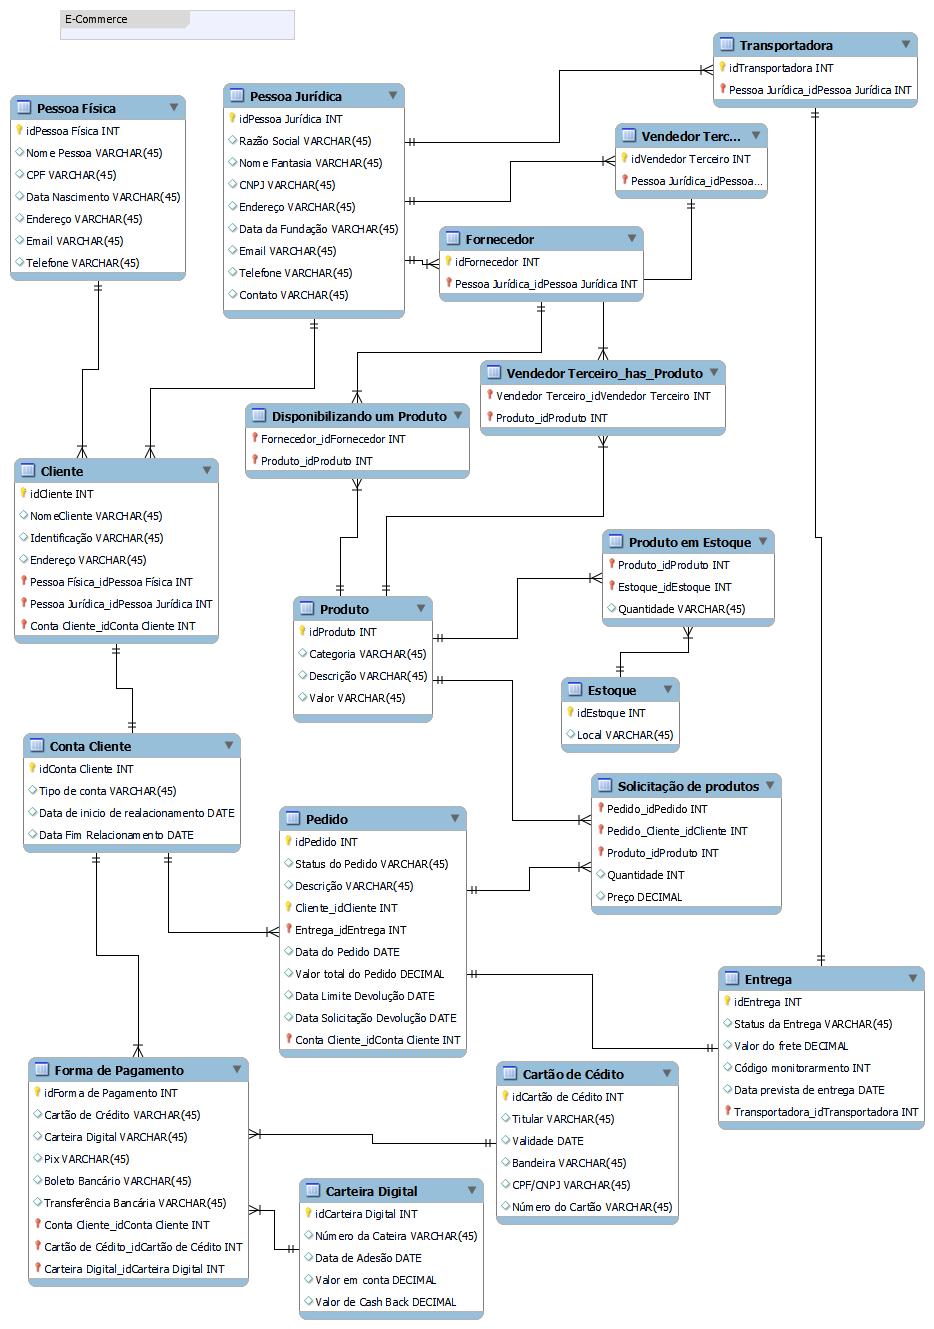 E-Commerce
Transportadora
idTransportadora INT
Pessoa Jurídica_idPessoa Jurídica INT
Pessoa Física
idPessoa Física INT
Nome Pessoa VARCHAR(45)
CPF VARCHAR(45)
Data Nascimento VARCHAR(45)
Endereço VARCHAR(45)
Email VARCHAR(45)
Telefone VARCHAR(45)
Pessoa Jurídica
idPessoa Jurídica INT
Razão Social VARCHAR(45)
Nome Fantasia VARCHAR(45)
CNPJ VARCHAR(45)
Endereço VARCHAR(45)
Data da Fundação VARCHAR(45)
Email VARCHAR(45)
Telefone VARCHAR(45)
Contato VARCHAR(45)
Vendedor Terc...
idVendedor Terceiro INT
Pessoa Jurídica_idPessoa...
Fornecedor
idFornecedor INT
Pessoa Jurídica_idPessoa Jurídica INT
Vendedor Terceiro_has_Produto
Vendedor Terceiro_idVendedor Terceiro INT
Produto_idProduto INT
Disponibilizando um Produto
Fornecedor_idFornecedor INT
Produto_idProduto INT
Cliente
idCliente INT
NomeCliente VARCHAR(45)
Identificação VARCHAR(45)
Endereço VARCHAR(45)
Pessoa Física_idPessoa Física INT
Pessoa Jurídica_idPessoa Jurídica INT
Conta Cliente_idConta Cliente INT
Produto em Estoque
Produto_idProduto INT
Estoque_idEstoque INT
Quantidade VARCHAR(45)
Produto
idProduto INT
Categoria VARCHAR(45)
Descrição VARCHAR(45)
Valor VARCHAR(45)
Estoque
idEstoque INT
Local VARCHAR(45)
Conta Cliente
idConta Cliente INT
Tipo de conta VARCHAR(45)
Data de inicio de realacionamento DATE
Data Fim Relacionamento DATE
Solicitação de produtos
Pedido_idPedido INT
Pedido_Cliente_idCliente INT
Produto_idProduto INT
Quantidade INT
Preço DECIMAL
Pedido
idPedido INT
Status do Pedido VARCHAR(45)
Descrição VARCHAR(45)
Cliente_idCliente INT
Entrega_idEntrega INT
Data do Pedido DATE
Valor total do Pedido DECIMAL
Data Limite Devolução DATE
Data Solicitação Devolução DATE
Conta Cliente_idConta Cliente INT
Entrega
idEntrega INT
Status da Entrega VARCHAR(45)
Valor do frete DECIMAL
Código monitorarmento INT
Data prevista de entrega DATE
Transportadora_idTransportadora INT
Forma de Pagamento
idForma de Pagamento INT
Cartão de Crédito VARCHAR(45)
Carteira Digital VARCHAR(45)
Pix VARCHAR(45)
Boleto Bancário VARCHAR(45)
Transferência Bancária VARCHAR(45)
Conta Cliente_idConta Cliente INT
Cartão de Cédito_idCartão de Cédito INT
Carteira Digital_idCarteira Digital INT
Cartão de Cédito
idCartão de Cédito INT
Titular VARCHAR(45)
Validade DATE
Bandeira VARCHAR(45)
CPF/CNPJ VARCHAR(45)
Número do Cartão VARCHAR(45)
Carteira Digital
idCarteira Digital INT
Número da Cateira VARCHAR(45)
Data de Adesão DATE
Valor em conta DECIMAL
Valor de Cash Back DECIMAL